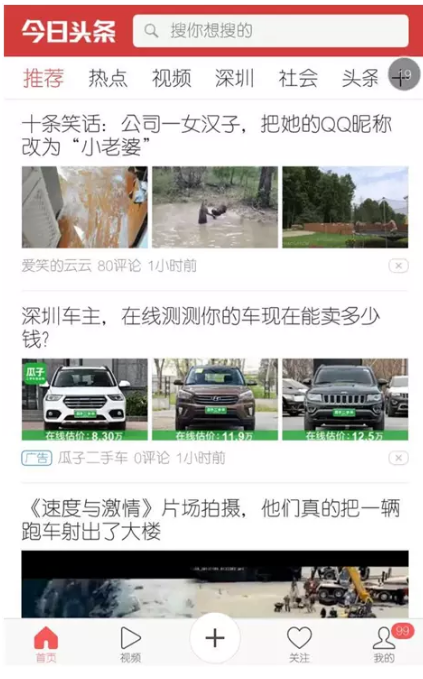 今日头条
搜你想搜的
推荐 热点 视频 深圳 社会 头条
十条笑话：公司一女汉子，把她的QQ昵称
改为“小老婆”
爱笑的云云 80评论 1小时前
深圳车主，在线测测你的车现在能卖多少
钱?
瓜子
在线估价: 8.30万
在线估价: 11.9万
在线估价: 12.5万
广告 瓜子二手车 0评论 1小时前
《速度与激情》片场拍摄，他们真的把一辆
跑车射出了大楼
99
首页 视频 关注 我的